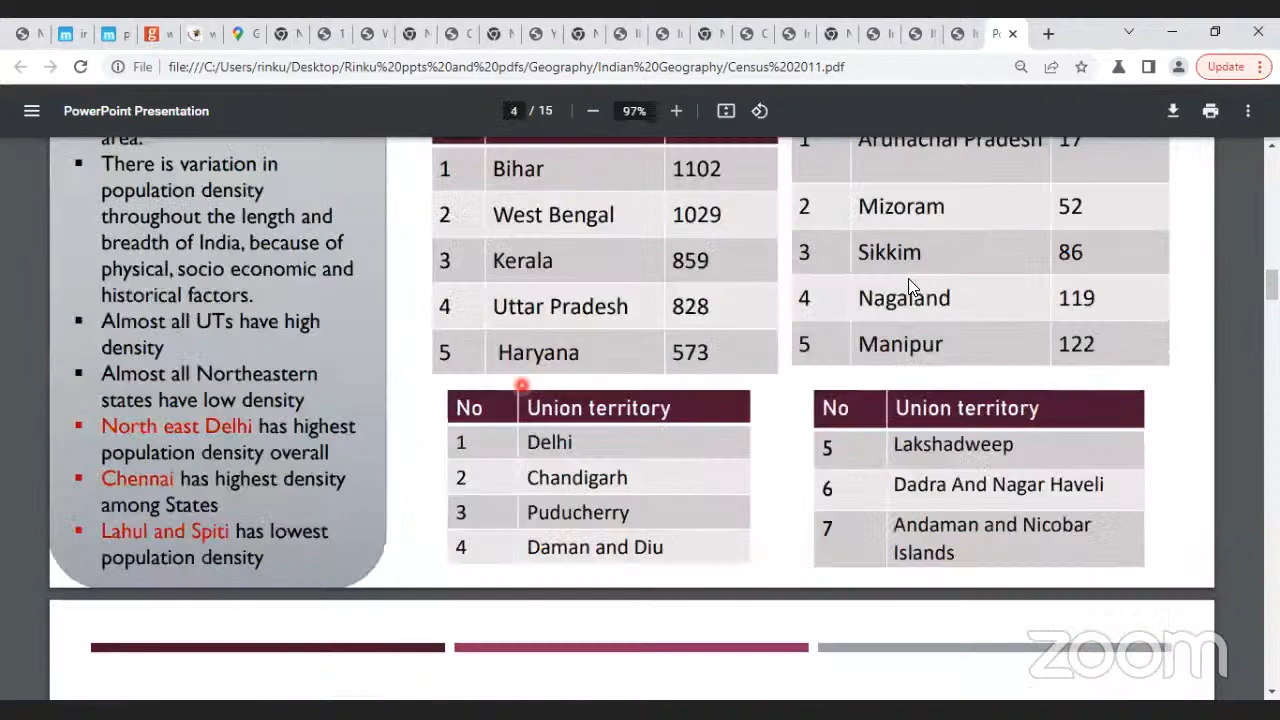 File file:///C:/Users/rinku/Desktop/Rinku%20ppts%20and%20pdfs/Geography/Indian%20Geography/Census%202011.pdf
Update
PowerPoint Presentation
4 / 15
97%
area.
There is variation in
population density
throughout the length and
breadth of India, because of
physical, socio economic and
historical factors.
Almost all UTs have high
density
Almost all Northeastern
states have low density
North east Delhi has highest
population density overall
Chennai has highest density
among States
Lahul and Spiti has lowest
population density
1 Bihar 1102
2 West Bengal 1029
3 Kerala 859
4 Uttar Pradesh 828
5 Haryana 573
1 Arunachal Pradesh 17
2 Mizoram 52
3 Sikkim 86
4 Nagaland 119
5 Manipur 122
No Union territory
1 Delhi
2 Chandigarh
3 Puducherry
4 Daman and Diu
No Union territory
5 Lakshadweep
6 Dadra And Nagar Haveli
7 Andaman and Nicobar
Islands
zoom